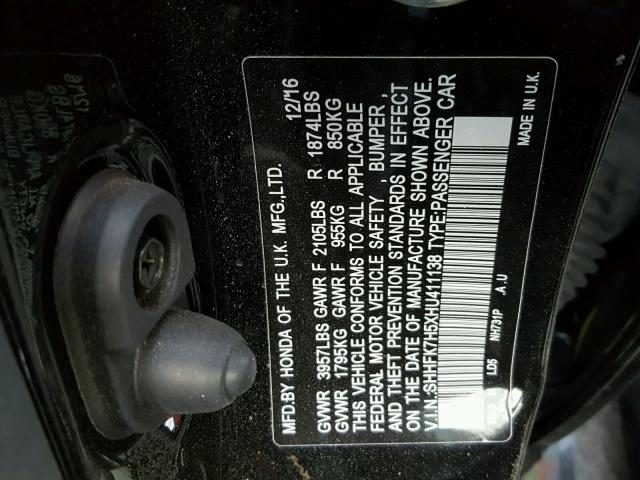 MFD.BY HONDA OF THE U.K. MFG.,LTD. 12/16
GVWR 3957LBS GAWR F 2105LBS R 1874LBS
GVWR 1795KG GAWR F 955KG R 850KG
THIS VEHICLE CONFORMS TO ALL APPLICABLE
FEDERAL MOTOR VEHICLE SAFETY , BUMPER ,
AND THEFT PREVENTION STANDARDS IN EFFECT
ON THE DATE OF MANUFACTURE SHOWN ABOVE.
V.I.N.:SHHFK7H5XHU411138 TYPE:PASSENGER CAR
LD5 NH731P .A.U
MADE IN U.K.